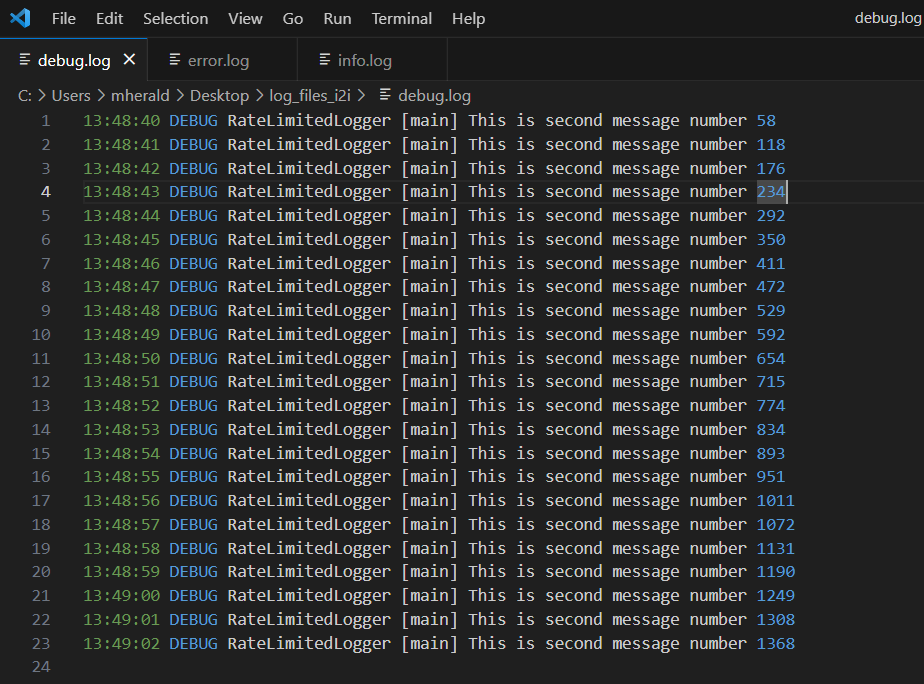 File Edit Selection View Go Run Terminal Help debug.log
debug.log error.log info.log
C: > Users > mherald > Desktop > log_files_i2i > debug.log
1 13:48:40 DEBUG RateLimitedLogger [main] This is second message number 58
2 13:48:41 DEBUG RateLimitedLogger [main] This is second message number 118
3 13:48:42 DEBUG RateLimitedLogger [main] This is second message number 176
4 13:48:43 DEBUG RateLimitedLogger [main] This is second message number 234
5 13:48:44 DEBUG RateLimitedLogger [main] This is second message number 292
6 13:48:45 DEBUG RateLimitedLogger [main] This is second message number 350
7 13:48:46 DEBUG RateLimitedLogger [main] This is second message number 411
8 13:48:47 DEBUG RateLimitedLogger [main] This is second message number 472
9 13:48:48 DEBUG RateLimitedLogger [main] This is second message number 529
10 13:48:49 DEBUG RateLimitedLogger [main] This is second message number 592
11 13:48:50 DEBUG RateLimitedLogger [main] This is second message number 654
12 13:48:51 DEBUG RateLimitedLogger [main] This is second message number 715
13 13:48:52 DEBUG RateLimitedLogger [main] This is second message number 774
14 13:48:53 DEBUG RateLimitedLogger [main] This is second message number 834
15 13:48:54 DEBUG RateLimitedLogger [main] This is second message number 893
16 13:48:55 DEBUG RateLimitedLogger [main] This is second message number 951
17 13:48:56 DEBUG RateLimitedLogger [main] This is second message number 1011
18 13:48:57 DEBUG RateLimitedLogger [main] This is second message number 1072
19 13:48:58 DEBUG RateLimitedLogger [main] This is second message number 1131
20 13:48:59 DEBUG RateLimitedLogger [main] This is second message number 1190
21 13:49:00 DEBUG RateLimitedLogger [main] This is second message number 1249
22 13:49:01 DEBUG RateLimitedLogger [main] This is second message number 1308
23 13:49:02 DEBUG RateLimitedLogger [main] This is second message number 1368
24